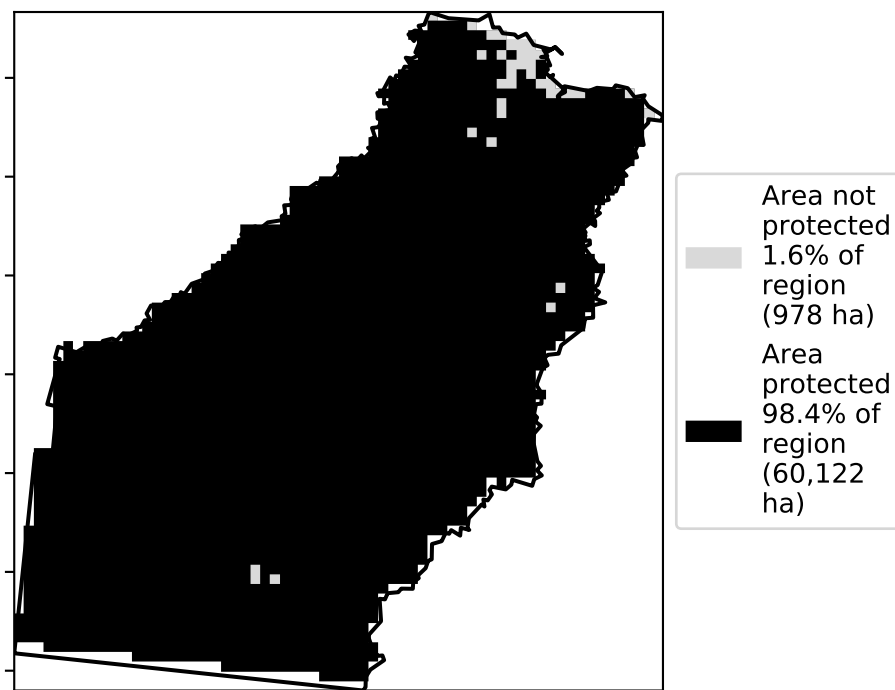 Area not
protected
1.6% of
region
(978 ha)
Area
protected
98.4% of
region
(60,122
ha)